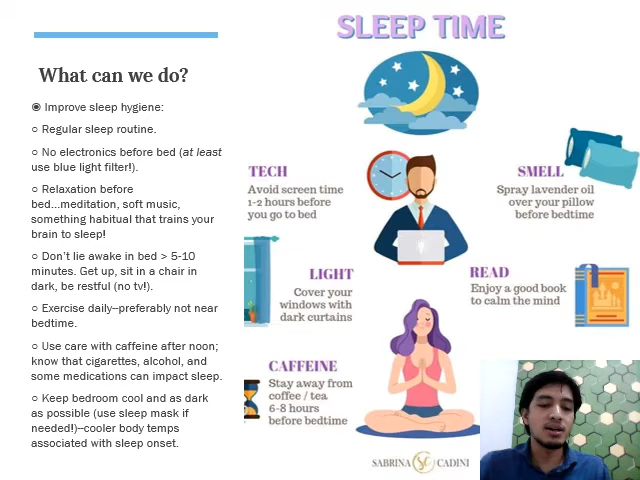 SLEEP TIME
What can we do?
◉ Improve sleep hygiene:
○ Regular sleep routine.
○ No electronics before bed (at least
use blue light filter!).
○ Relaxation before
bed...meditation, soft music,
something habitual that trains your
brain to sleep!
○ Don't lie awake in bed > 5-10
minutes. Get up, sit in a chair in
dark, be restful (no tv!).
○ Exercise daily--preferably not near
bedtime.
○ Use care with caffeine after noon;
know that cigarettes, alcohol, and
some medications can impact sleep.
○ Keep bedroom cool and as dark
as possible (use sleep mask if
needed!)--cooler body temps
associated with sleep onset.
TECH
Avoid screen time
1-2 hours before
you go to bed
SMELL
Spray lavender oil
over your pillow
before bedtime
LIGHT
Cover your
windows with
dark curtains
READ
Enjoy a good book
to calm the mind
CAFFEINE
Stay away from
coffee / tea
6-8 hours
before bedtime
SABRINA SC CADINI